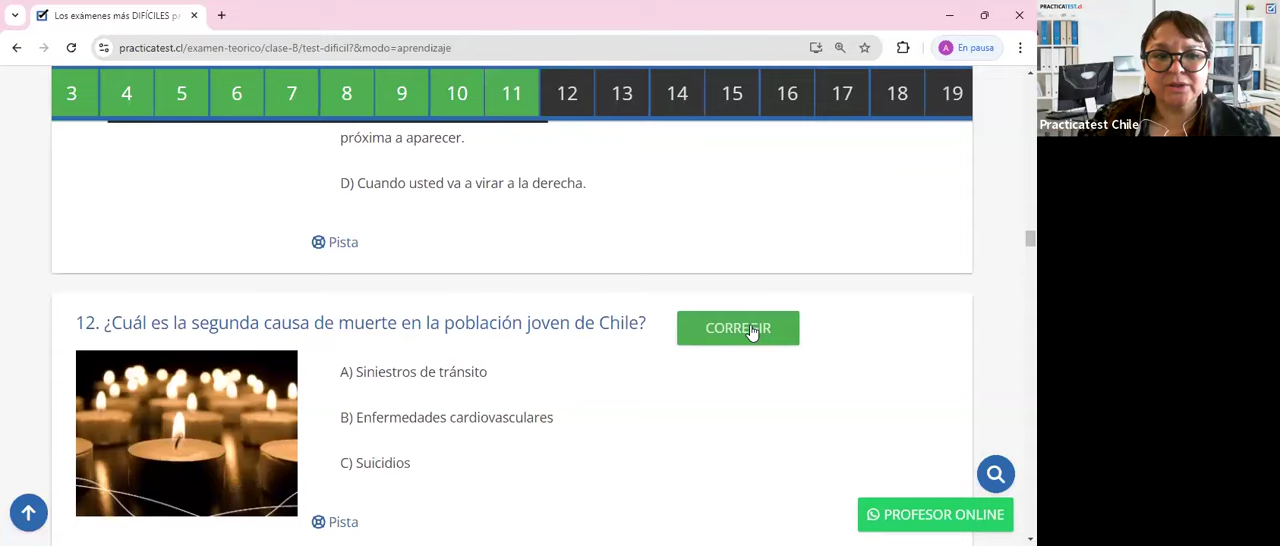 Los exámenes más DIFÍCILES pa
practicatest.cl/examen-teorico/clase-B/test-dificil?&modo=aprendizaje
A
En pausa
PRACTICATEST.cl
Practicatest Chile
3 4 5 6 7 8 9 10 11 12 13 14 15 16 17 18 19
próxima a aparecer.
D) Cuando usted va a virar a la derecha.
Pista
12. ¿Cuál es la segunda causa de muerte en la población joven de Chile?
CORREGIR
A) Siniestros de tránsito
B) Enfermedades cardiovasculares
C) Suicidios
Pista
PROFESOR ONLINE